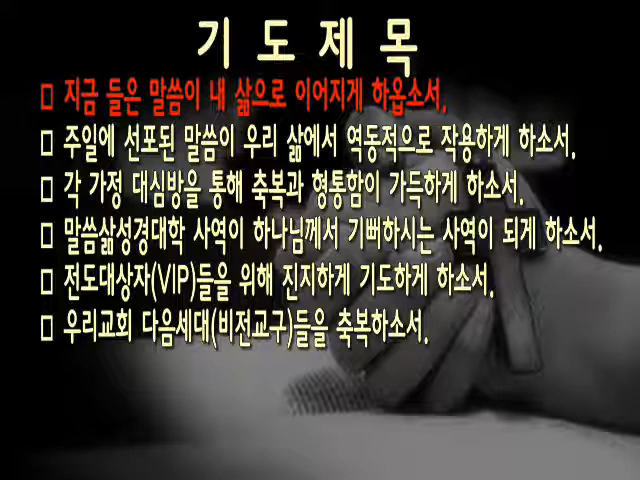 기 도 제 목
□ 지금 들은 말씀이 내 삶으로 이어지게 하옵소서.
□ 주일에 선포된 말씀이 우리 삶에서 역동적으로 작용하게 하소서.
□ 각 가정 대심방을 통해 축복과 형통함이 가득하게 하소서.
□ 말씀삶성경대학 사역이 하나님께서 기뻐하시는 사역이 되게 하소서.
□ 전도대상자(VIP)들을 위해 진지하게 기도하게 하소서.
□ 우리교회 다음세대(비전교구)들을 축복하소서.